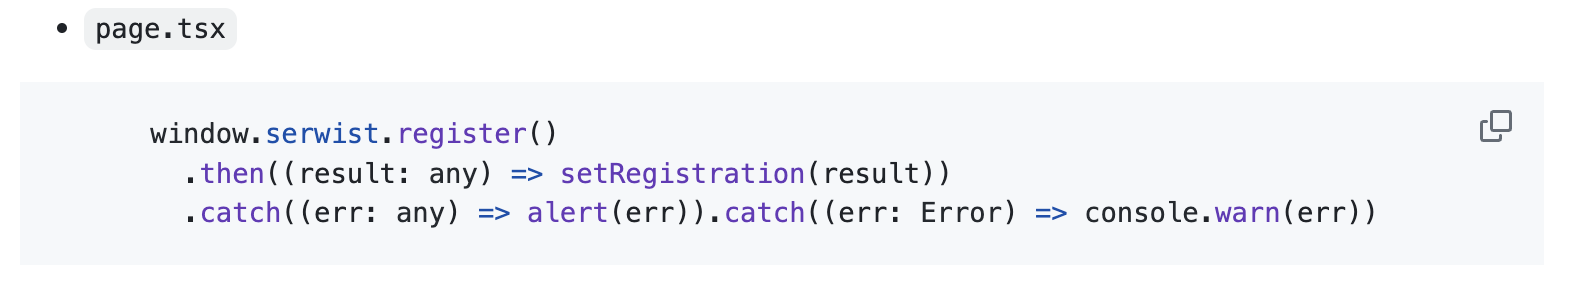 • page.tsx
window.serwist.register()
.then((result: any) => setRegistration(result))
.catch((err: any) => alert(err)).catch((err: Error) => console.warn(err))